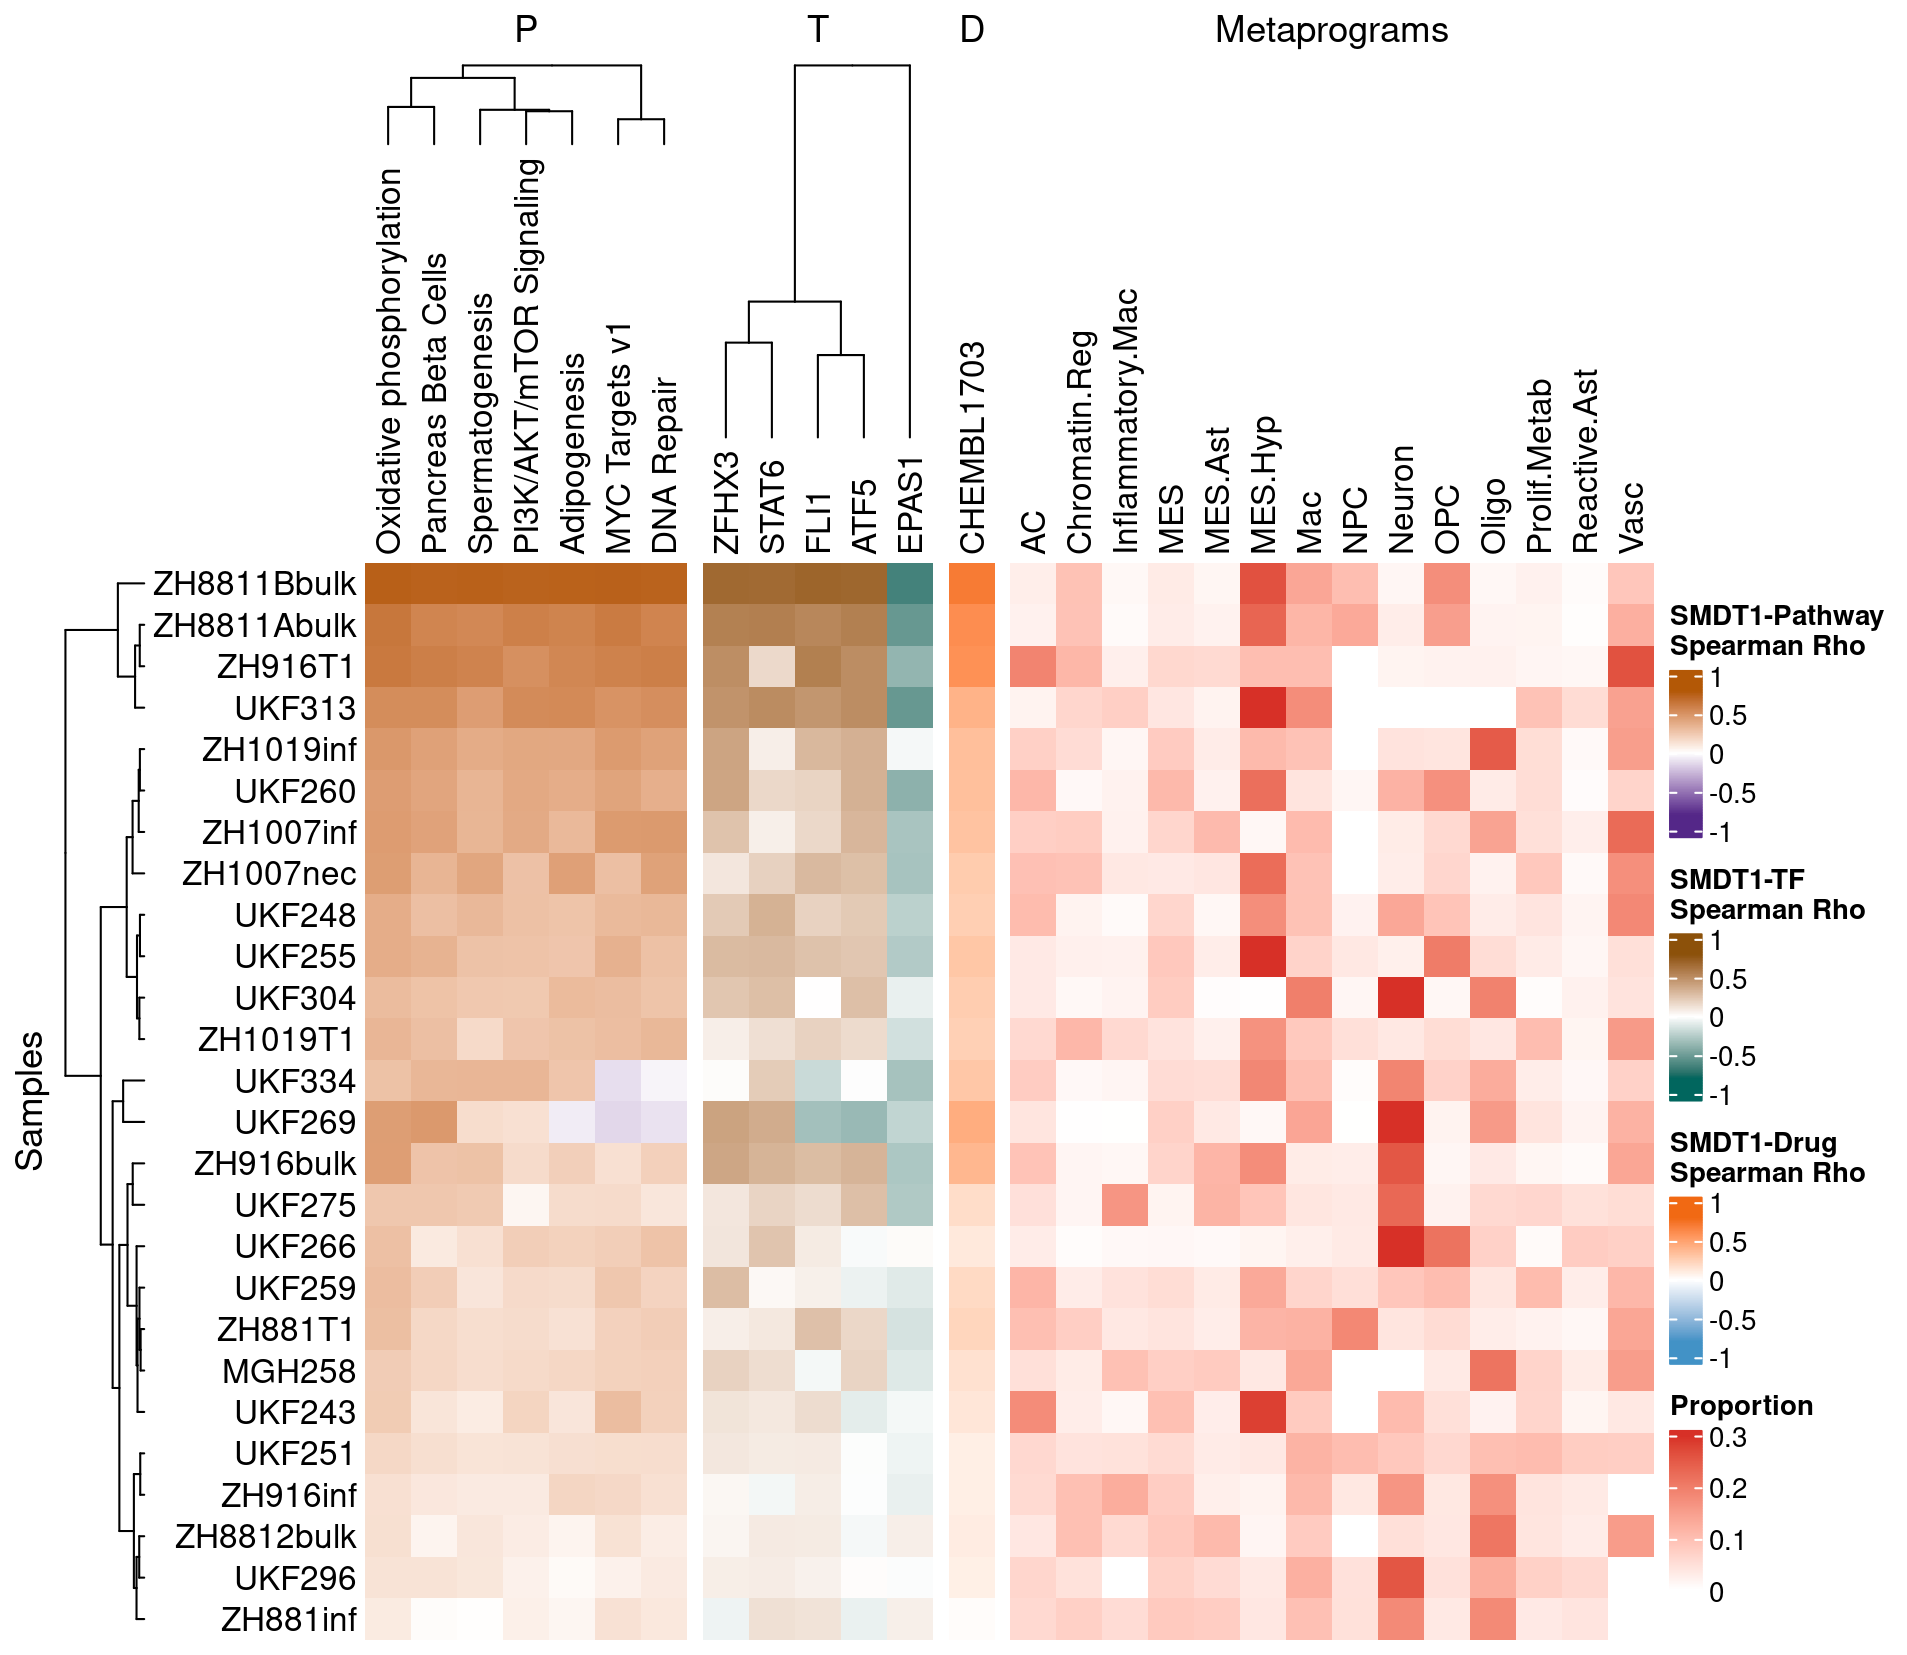 P
T
D
Metaprograms
Oxidative phosphorylation
Pancreas Beta Cells
Spermatogenesis
PI3K/AKT/mTOR Signaling
Adipogenesis
MYC Targets v1
DNA Repair
ZFHX3
STAT6
FLI1
ATF5
EPAS1
CHEMBL1703
AC
Chromatin.Reg
Inflammatory.Mac
MES
MES.Ast
MES.Hyp
Mac
NPC
Neuron
OPC
Oligo
Prolif.Metab
Reactive.Ast
Vasc
Samples
ZH8811Bbulk
ZH8811Abulk
ZH916T1
UKF313
ZH1019inf
UKF260
ZH1007inf
ZH1007nec
UKF248
UKF255
UKF304
ZH1019T1
UKF334
UKF269
ZH916bulk
UKF275
UKF266
UKF259
ZH881T1
MGH258
UKF243
UKF251
ZH916inf
ZH8812bulk
UKF296
ZH881inf
SMDT1-Pathway
Spearman Rho
1
0.5
0
-0.5
-1
SMDT1-TF
Spearman Rho
1
0.5
0
-0.5
-1
SMDT1-Drug
Spearman Rho
1
0.5
0
-0.5
-1
Proportion
0.3
0.2
0.1
0